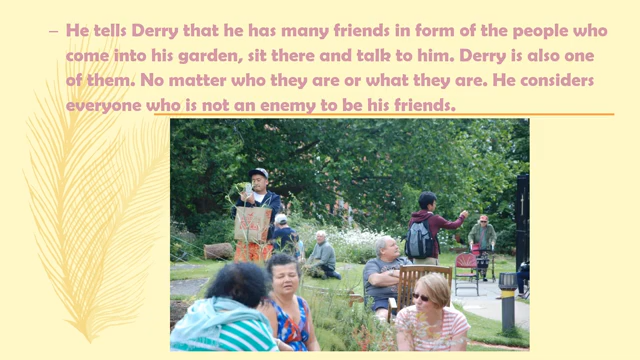 – He tells Derry that he has many friends in form of the people who
come into his garden, sit there and talk to him. Derry is also one
of them. No matter who they are or what they are. He considers
everyone who is not an enemy to be his friends.